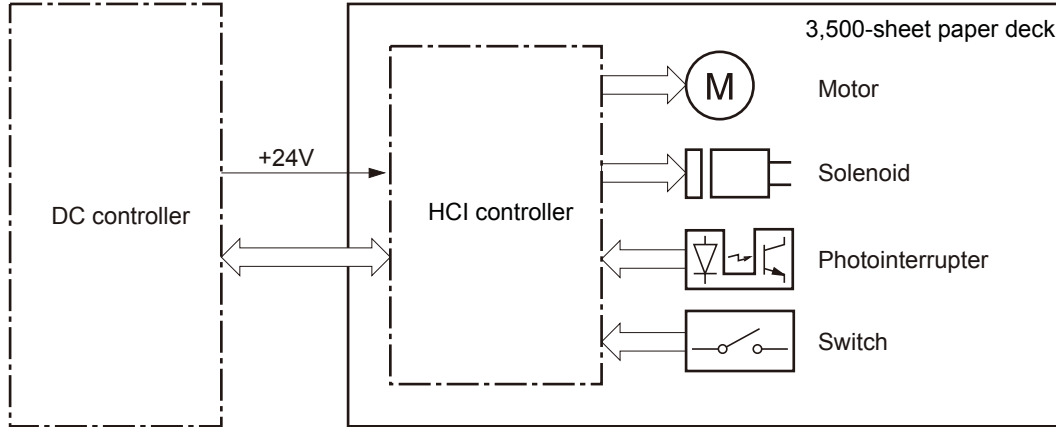 3,500-sheet paper deck
M
Motor
+24V
Solenoid
DC controller
HCI controller
Photointerrupter
Switch